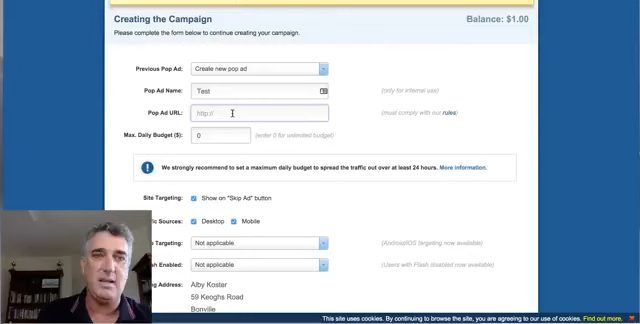 Creating the Campaign
Balance: $1.00
Please complete the form below to continue creating your campaign.
Previous Pop Ad: Create new pop ad
Pop Ad Name: Test (only for internal use)
Pop Ad URL: http:// (must comply with our rules)
Max. Daily Budget ($): 0 (enter 0 for unlimited budget)
We strongly recommend to set a maximum daily budget to spread the traffic out over at least 24 hours. More information.
Site Targeting: Show on "Skip Ad" button
Sources: Desktop Mobile
Targeting: Not applicable (Android/iOS targeting now available)
Enabled: Not applicable (Users with Flash disabled now available)
Address: Alby Koster
59 Keoghs Road
Bonville
This site uses cookies. By continuing to browse the site, you are agreeing to our use of cookies. Find out more.